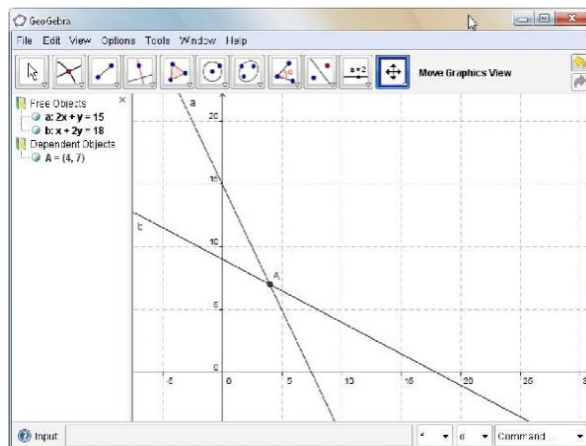 GeoGebra
File Edit View Options Tools Window Help
a=2
Move Graphics View
Free Objects
a: 2x + y = 15
b: x + 2y = 18
Dependent Objects
A = (4, 7)
a
20
15
b
10
A
5
0
-5 0 5 10 15 20 25
Input:
α
Command ...